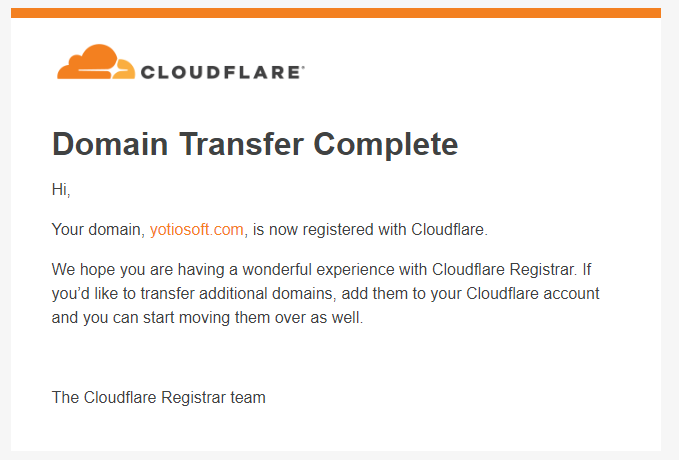 CLOUDFLARE
Domain Transfer Complete
Hi,
Your domain, yotiosoft.com, is now registered with Cloudflare.
We hope you are having a wonderful experience with Cloudflare Registrar. If
you’d like to transfer additional domains, add them to your Cloudflare account
and you can start moving them over as well.
The Cloudflare Registrar team